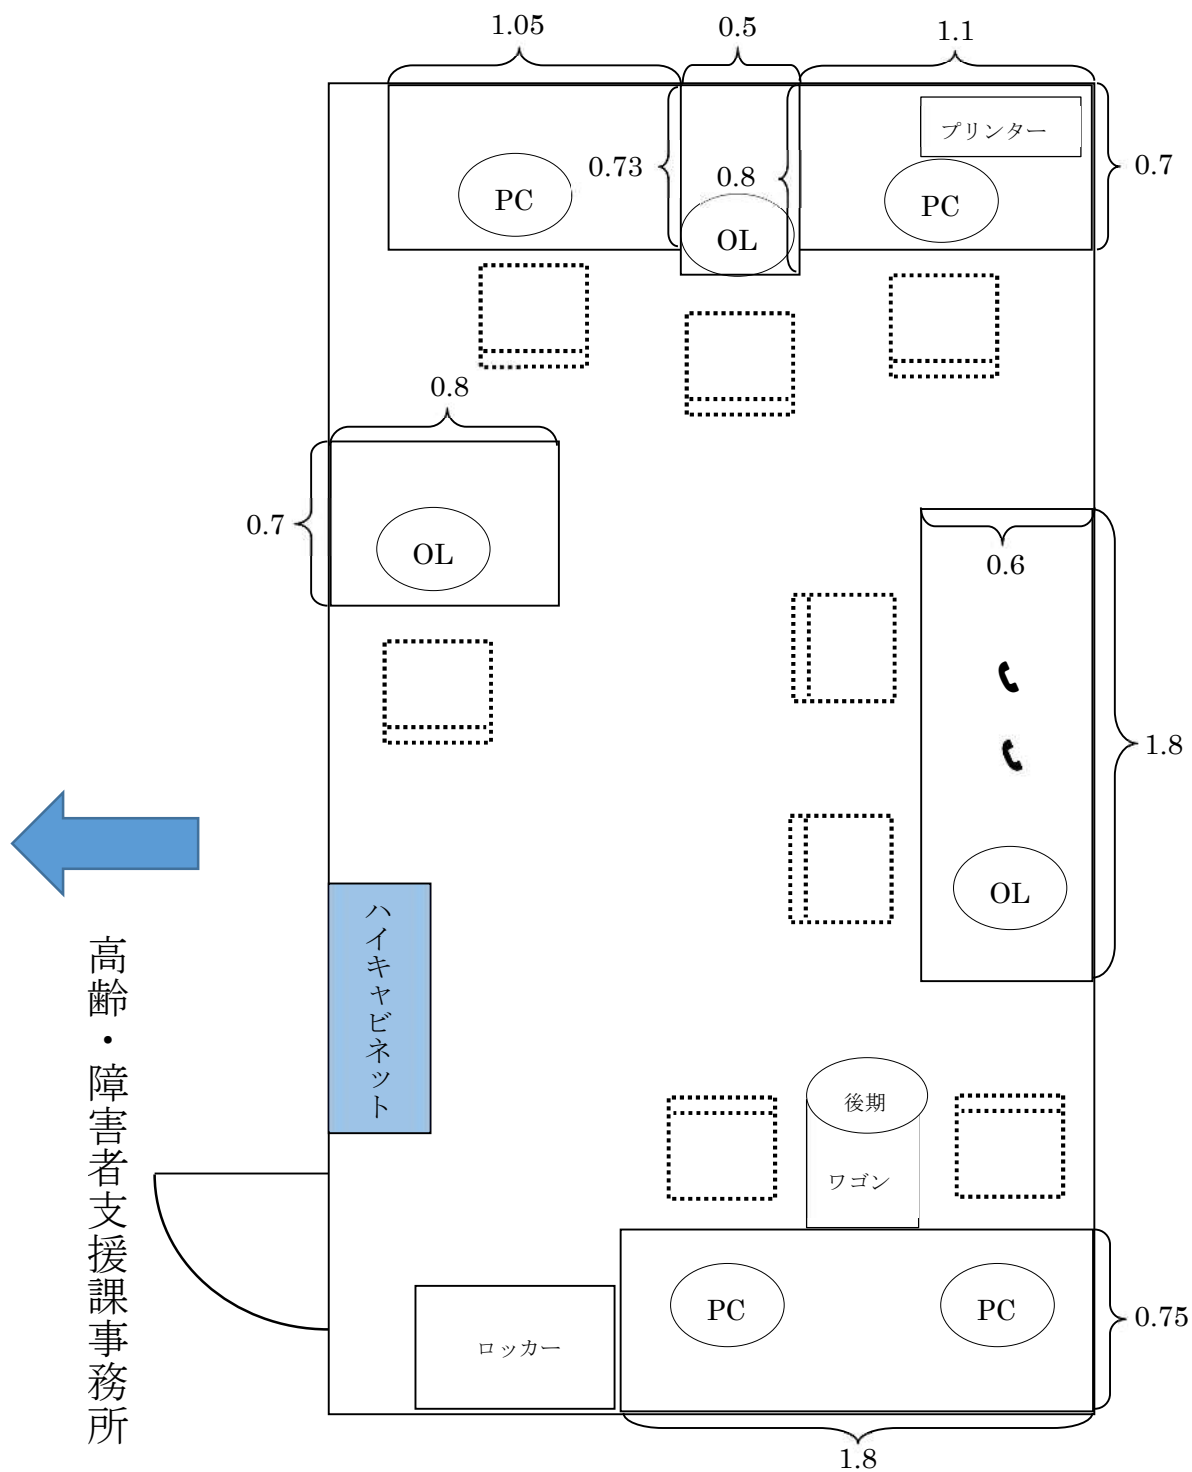 1.05
0.5
1.1
プリンター
0.73
0.8
0.7
PC
OL
PC
0.8
0.7
OL
0.6
1.8
OL
ハイキャビネット
高齢・障害者支援課事務所
後期
ワゴン
PC
PC
0.75
ロッカー
1.8